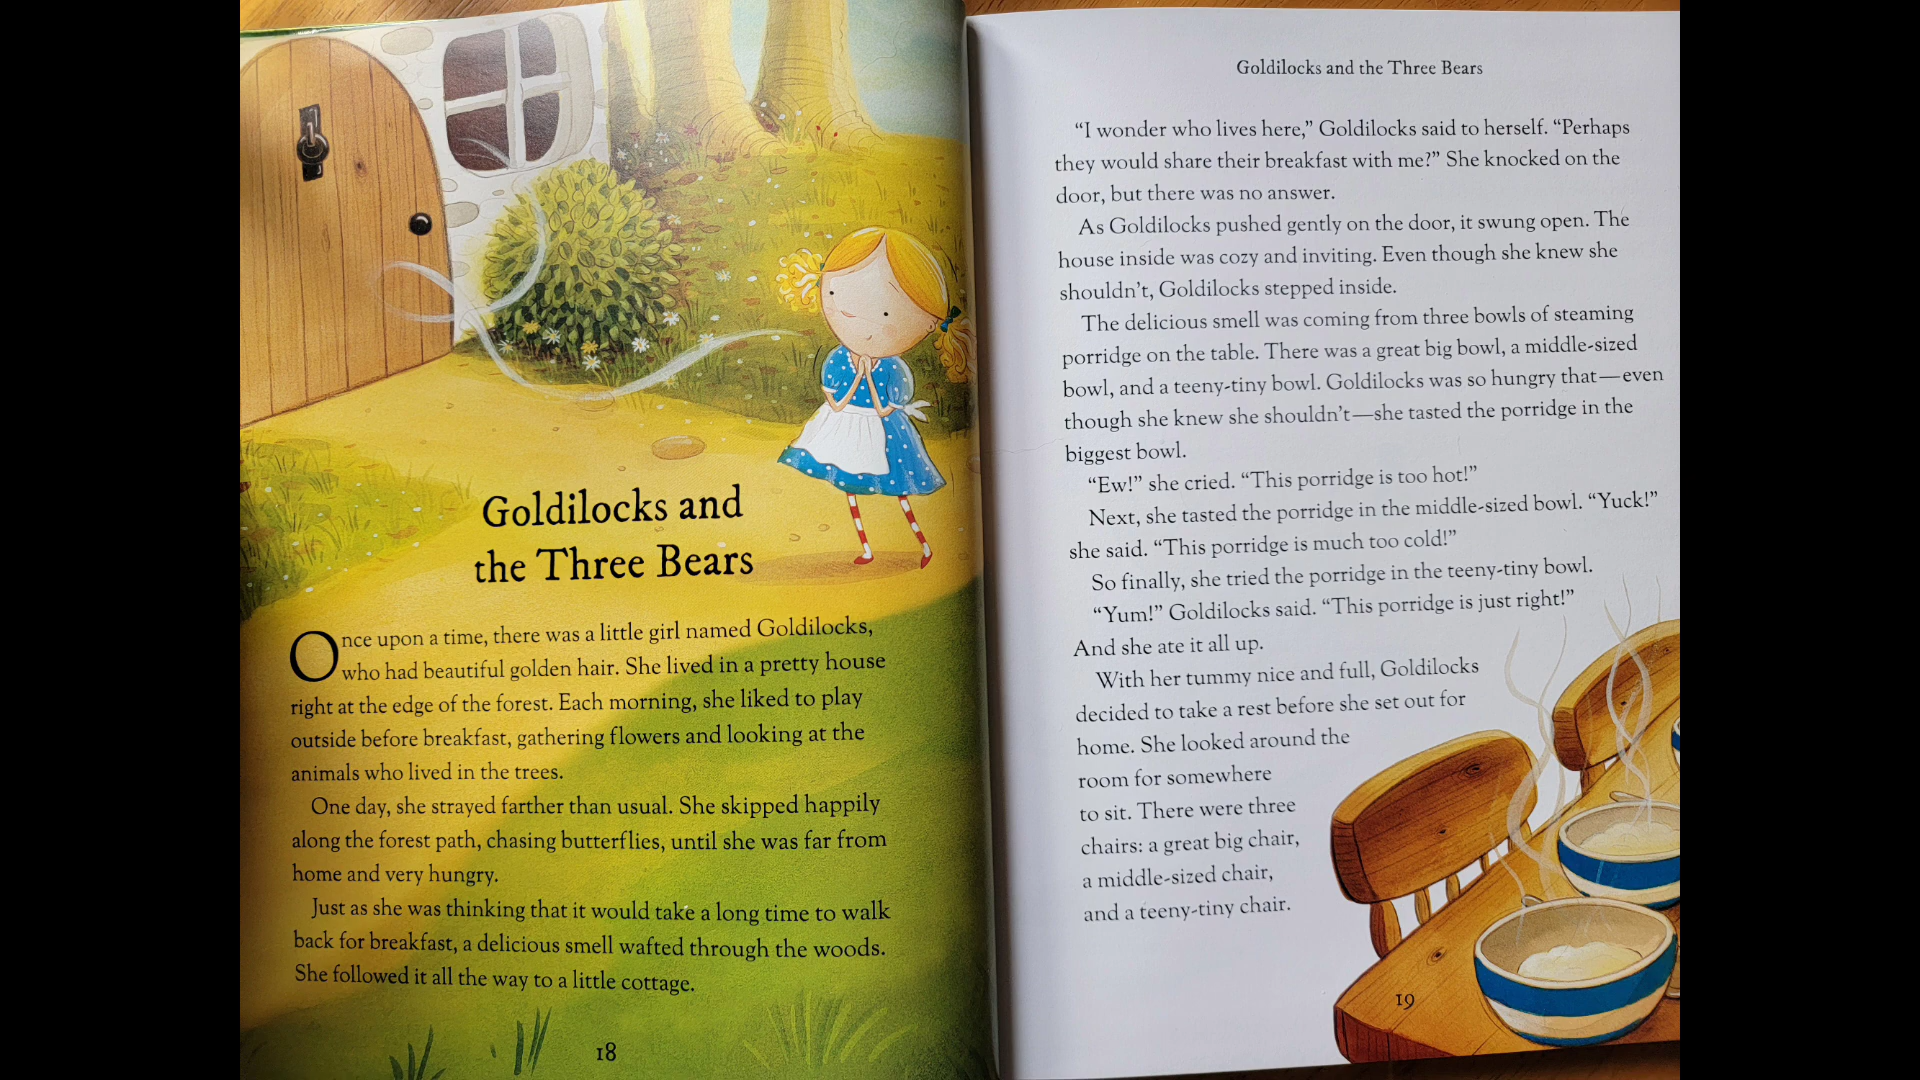 Goldilocks and
the Three Bears
Once upon a time, there was a little girl named Goldilocks,
who had beautiful golden hair. She lived in a pretty house
right at the edge of the forest. Each morning, she liked to play
outside before breakfast, gathering flowers and looking at the
animals who lived in the trees.
One day, she strayed farther than usual. She skipped happily
along the forest path, chasing butterflies, until she was far from
home and very hungry.
Just as she was thinking that it would take a long time to walk
back for breakfast, a delicious smell wafted through the woods.
She followed it all the way to a little cottage.
18
Goldilocks and the Three Bears
“I wonder who lives here,” Goldilocks said to herself. “Perhaps
they would share their breakfast with me?” She knocked on the
door, but there was no answer.
As Goldilocks pushed gently on the door, it swung open. The
house inside was cozy and inviting. Even though she knew she
shouldn’t, Goldilocks stepped inside.
The delicious smell was coming from three bowls of steaming
porridge on the table. There was a great big bowl, a middle-sized
bowl, and a teeny-tiny bowl. Goldilocks was so hungry that—even
though she knew she shouldn’t—she tasted the porridge in the
biggest bowl.
“Ew!” she cried. “This porridge is too hot!”
Next, she tasted the porridge in the middle-sized bowl. “Yuck!”
she said. “This porridge is much too cold!”
So finally, she tried the porridge in the teeny-tiny bowl.
“Yum!” Goldilocks said. “This porridge is just right!”
And she ate it all up.
With her tummy nice and full, Goldilocks
decided to take a rest before she set out for
home. She looked around the
room for somewhere
to sit. There were three
chairs: a great big chair,
a middle-sized chair,
and a teeny-tiny chair.
19